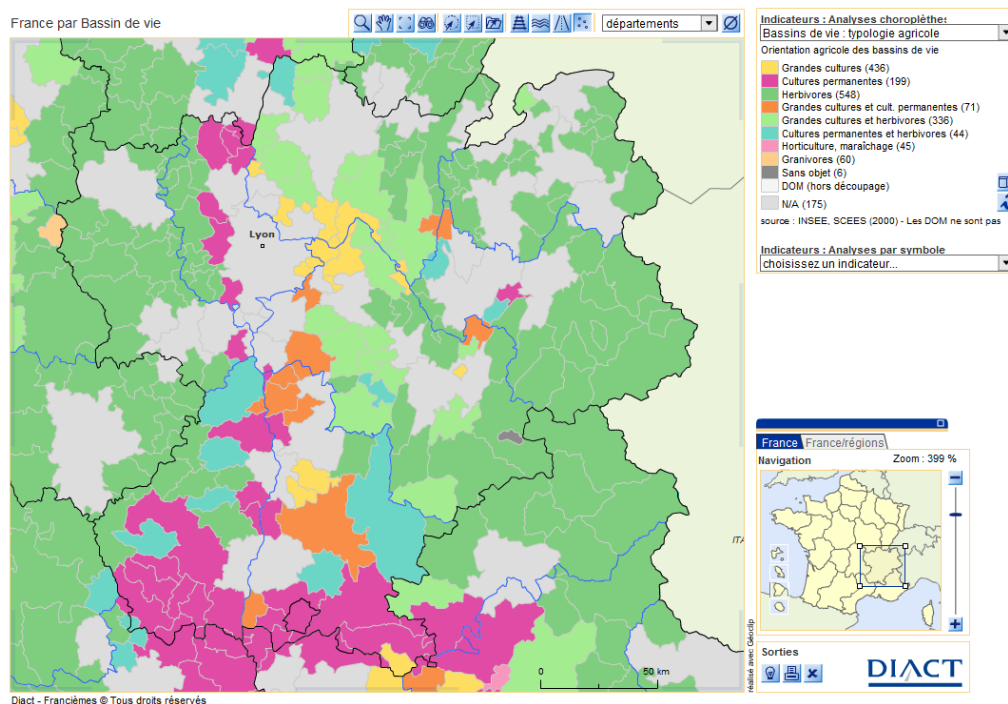 France par Bassin de vie
départements
Lyon
ITA
0 50 km
réalisé avec Géoclip
Diact - Francièmes © Tous droits réservés
Indicateurs : Analyses choroplèthes
Bassins de vie : typologie agricole
Orientation agricole des bassins de vie
Grandes cultures (436)
Cultures permanentes (199)
Herbivores (548)
Grandes cultures et cult. permanentes (71)
Grandes cultures et herbivores (336)
Cultures permanentes et herbivores (44)
Horticulture, maraîchage (45)
Granivores (60)
Sans objet (6)
DOM (hors découpage)
N/A (175)
source : INSEE, SCEES (2000) - Les DOM ne sont pas
Indicateurs : Analyses par symbole
choisissez un indicateur...
France France/régions
Navigation Zoom : 399 %
Sorties
DIACT